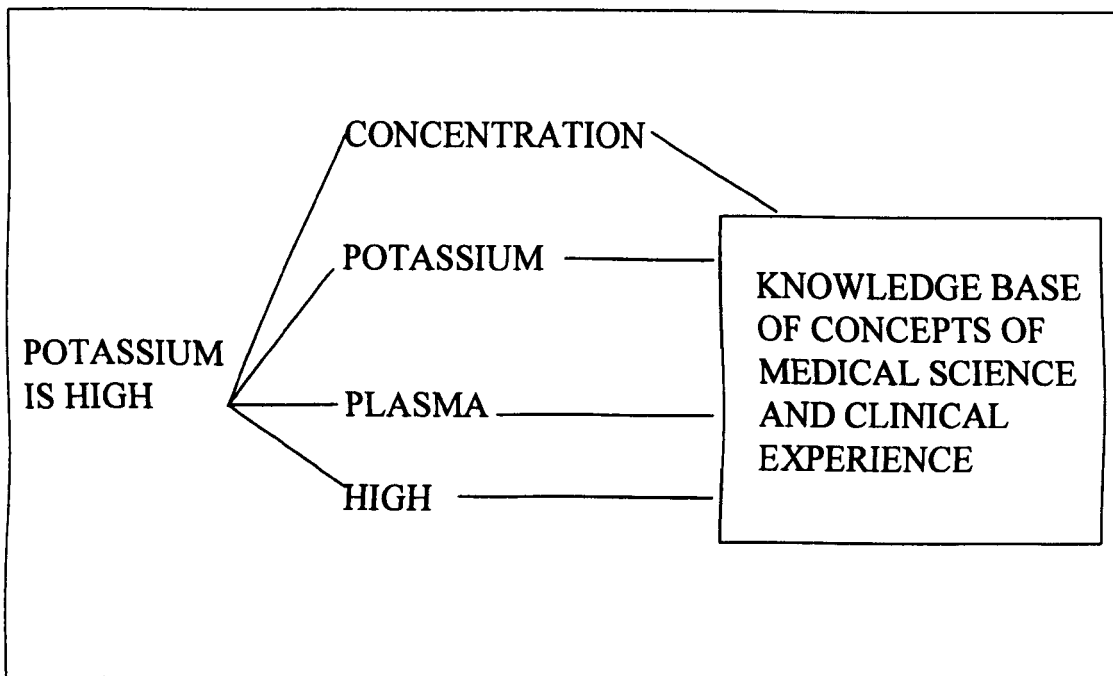 CONCENTRATION
POTASSIUM
POTASSIUM
IS HIGH
PLASMA
HIGH
KNOWLEDGE BASE
OF CONCEPTS OF
MEDICAL SCIENCE
AND CLINICAL
EXPERIENCE